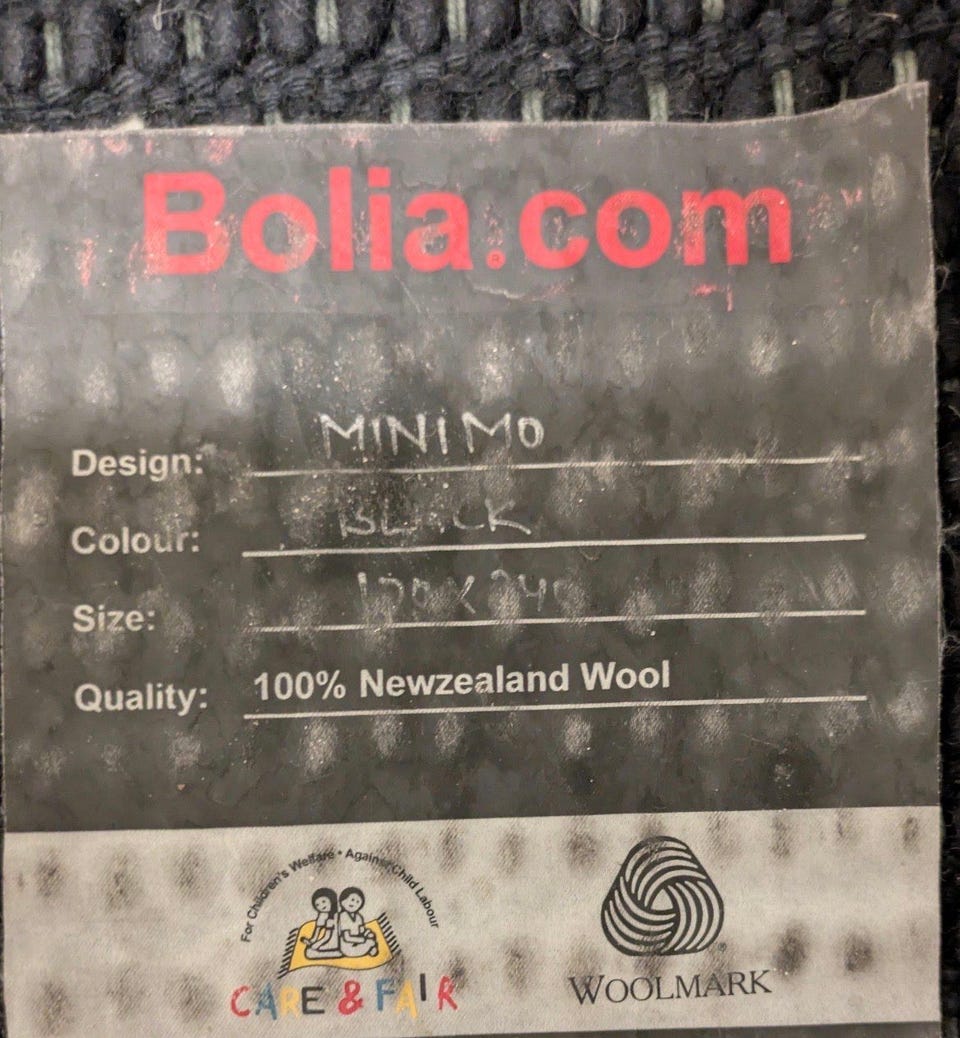 Bolia.com
®
Design: MINIMO
Colour: BLACK
Size:
Quality: 100% Newzealand Wool
For Children's Welfare • Against Child Labour
CARE & FAIR
®
WOOLMARK